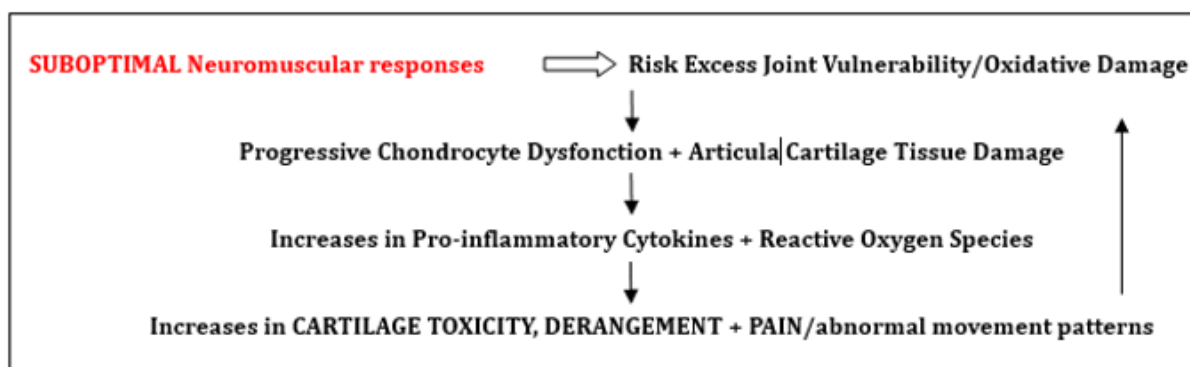 SUBOPTIMAL Neuromuscular responses Risk Excess Joint Vulnerability/Oxidative Damage
Progressive Chondrocyte Dysfonction + Articula Cartilage Tissue Damage
Increases in Pro-inflammatory Cytokines + Reactive Oxygen Species
Increases in CARTILAGE TOXICITY, DERANGEMENT + PAIN/abnormal movement patterns